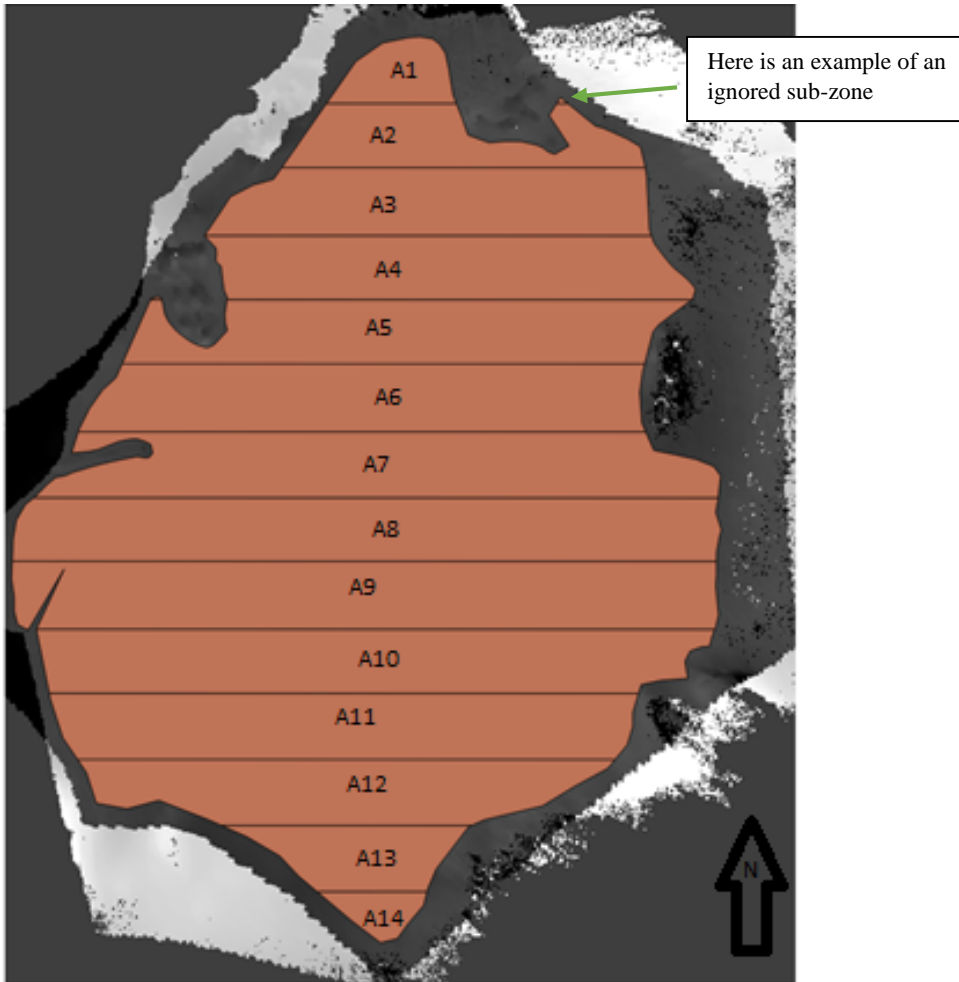 Here is an example of an
ignored sub-zone
A1
A2
A3
A4
A5
A6
A7
A8
A9
A10
A11
A12
A13
A14
N